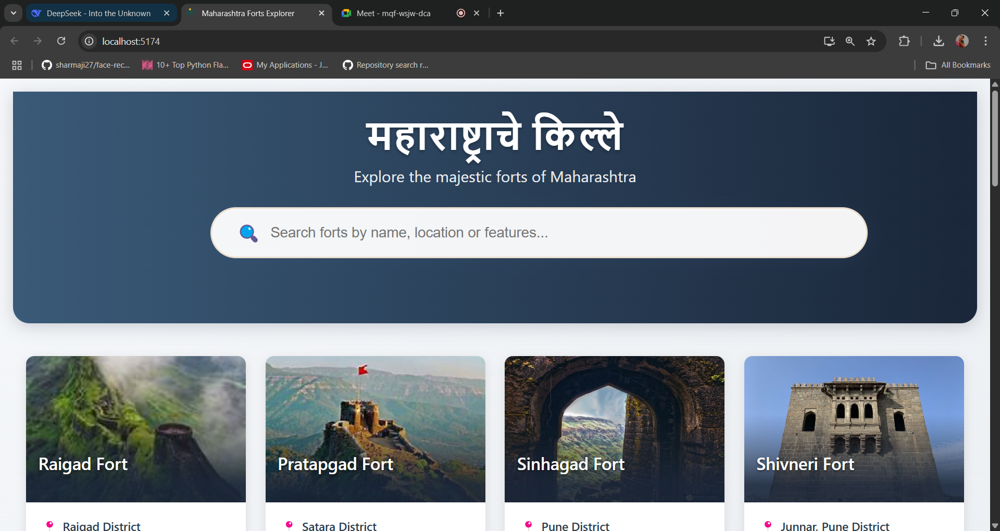 DeepSeek - Into the Unknown
Maharashtra Forts Explorer
Meet - mqf-wsjw-dca
localhost:5174
sharmaji27/face-rec...
10+ Top Python Fla...
My Applications - J...
Repository search r...
All Bookmarks
महाराष्ट्राचे किल्ले
Explore the majestic forts of Maharashtra
Search forts by name, location or features...
Raigad Fort
Pratapgad Fort
Sinhagad Fort
Shivneri Fort
Raigad District
Satara District
Pune District
Junnar, Pune District